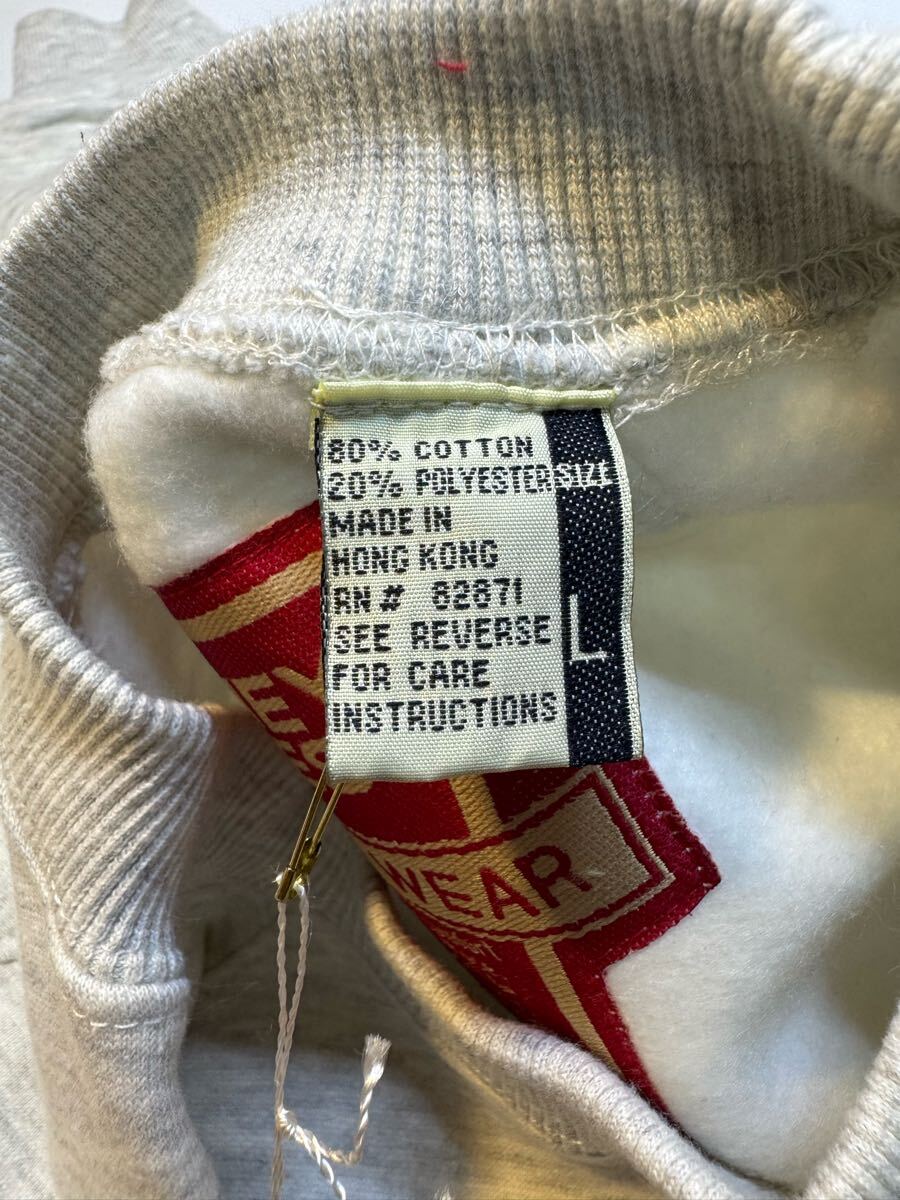 80% COTTON
20% POLYESTER SIZE
MADE IN
HONG KONG
RN # 82871
SEE REVERSE
FOR CARE
INSTRUCTIONS
L
WEAR